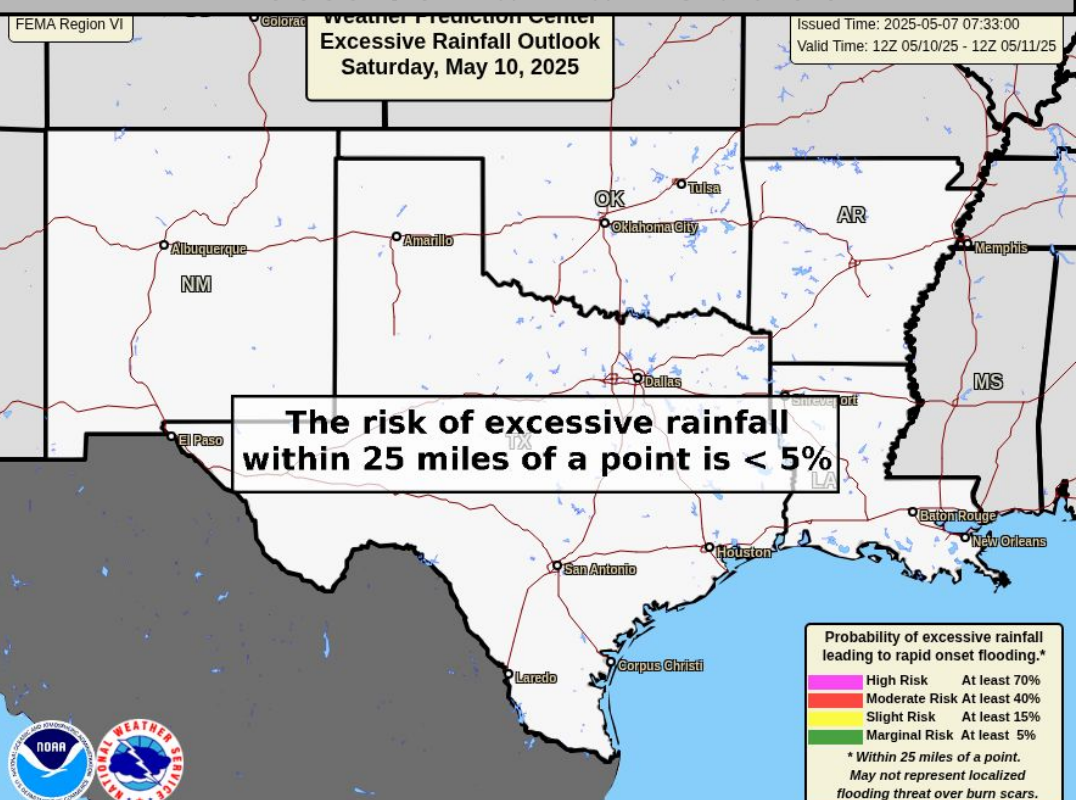 FEMA Region VI
Weather Prediction Center
Excessive Rainfall Outlook
Saturday, May 10, 2025
Issued Time: 2025-05-07 07:33:00
Valid Time: 12Z 05/10/25 - 12Z 05/11/25
Colorad
Tulsa
OK
Oklahoma City
AR
Amarillo
Albuquerque
Memphis
NM
Dallas
MS
Shreveport
The risk of excessive rainfall
within 25 miles of a point is < 5%
El Paso
TX
LA
Baton Rouge
New Orleans
Houston
San Antonio
Corpus Christi
Laredo
Probability of excessive rainfall
leading to rapid onset flooding.*
High Risk At least 70%
Moderate Risk At least 40%
Slight Risk At least 15%
Marginal Risk At least 5%
* Within 25 miles of a point.
May not represent localized
flooding threat over burn scars.
NOAA
NATIONAL WEATHER SERVICE